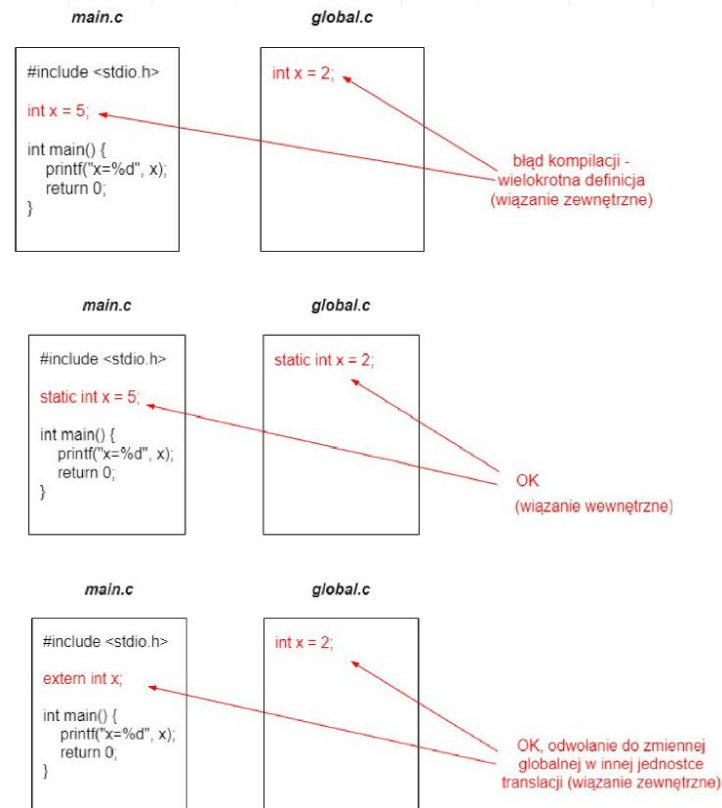 main.c
global.c
#include <stdio.h>
int x = 5;
int main() {
printf("x=%d", x);
return 0;
}
int x = 2;
błąd kompilacji -
wielokrotna definicja
(wiązanie zewnętrzne)
main.c
global.c
#include <stdio.h>
static int x = 5;
int main() {
printf("x=%d", x);
return 0;
}
static int x = 2;
OK
(wiązanie wewnętrzne)
main.c
global.c
#include <stdio.h>
extern int x;
int main() {
printf("x=%d", x);
return 0;
}
int x = 2;
OK, odwołanie do zmiennej
globalnej w innej jednostce
translacji (wiązanie zewnętrzne)